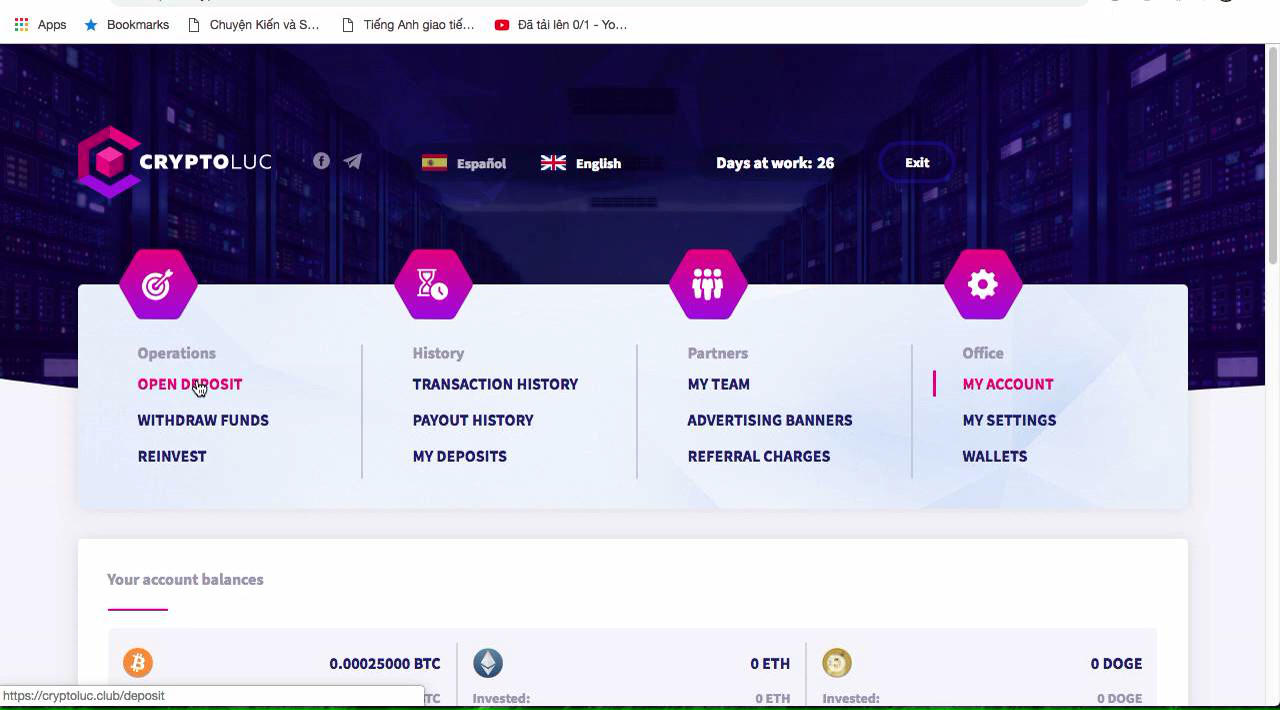 Apps Bookmarks Chuyện Kiến và S... Tiếng Anh giao tiế... Đã tải lên 0/1 - Yo...
CRYPTOLUC Español English Days at work: 26 Exit
Operations History Partners Office
OPEN DEPOSIT TRANSACTION HISTORY MY TEAM MY ACCOUNT
WITHDRAW FUNDS PAYOUT HISTORY ADVERTISING BANNERS MY SETTINGS
REINVEST MY DEPOSITS REFERRAL CHARGES WALLETS
Your account balances
0.00025000 BTC 0 ETH 0 DOGE
https://cryptoluc.club/deposit TC Invested: 0 ETH Invested: 0 DOGE